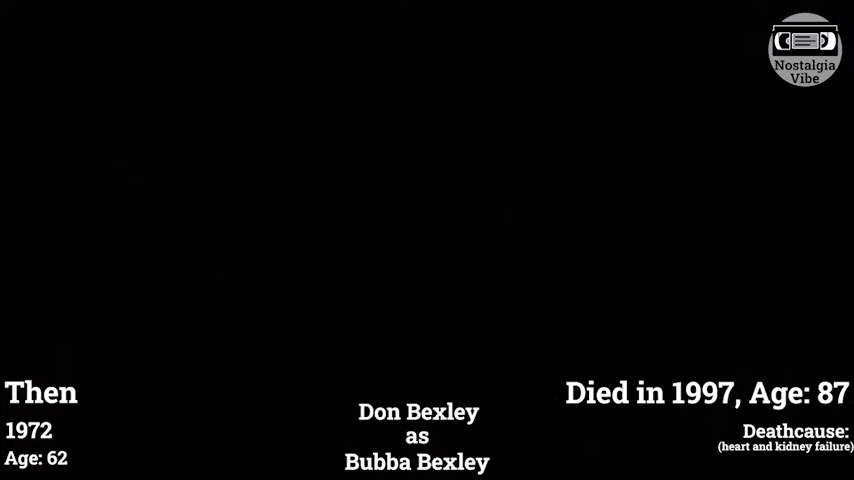 Nostalgia
Vibe
Then
1972
Age: 62
Don Bexley
as
Bubba Bexley
Died in 1997, Age: 87
Deathcause:
(heart and kidney failure)